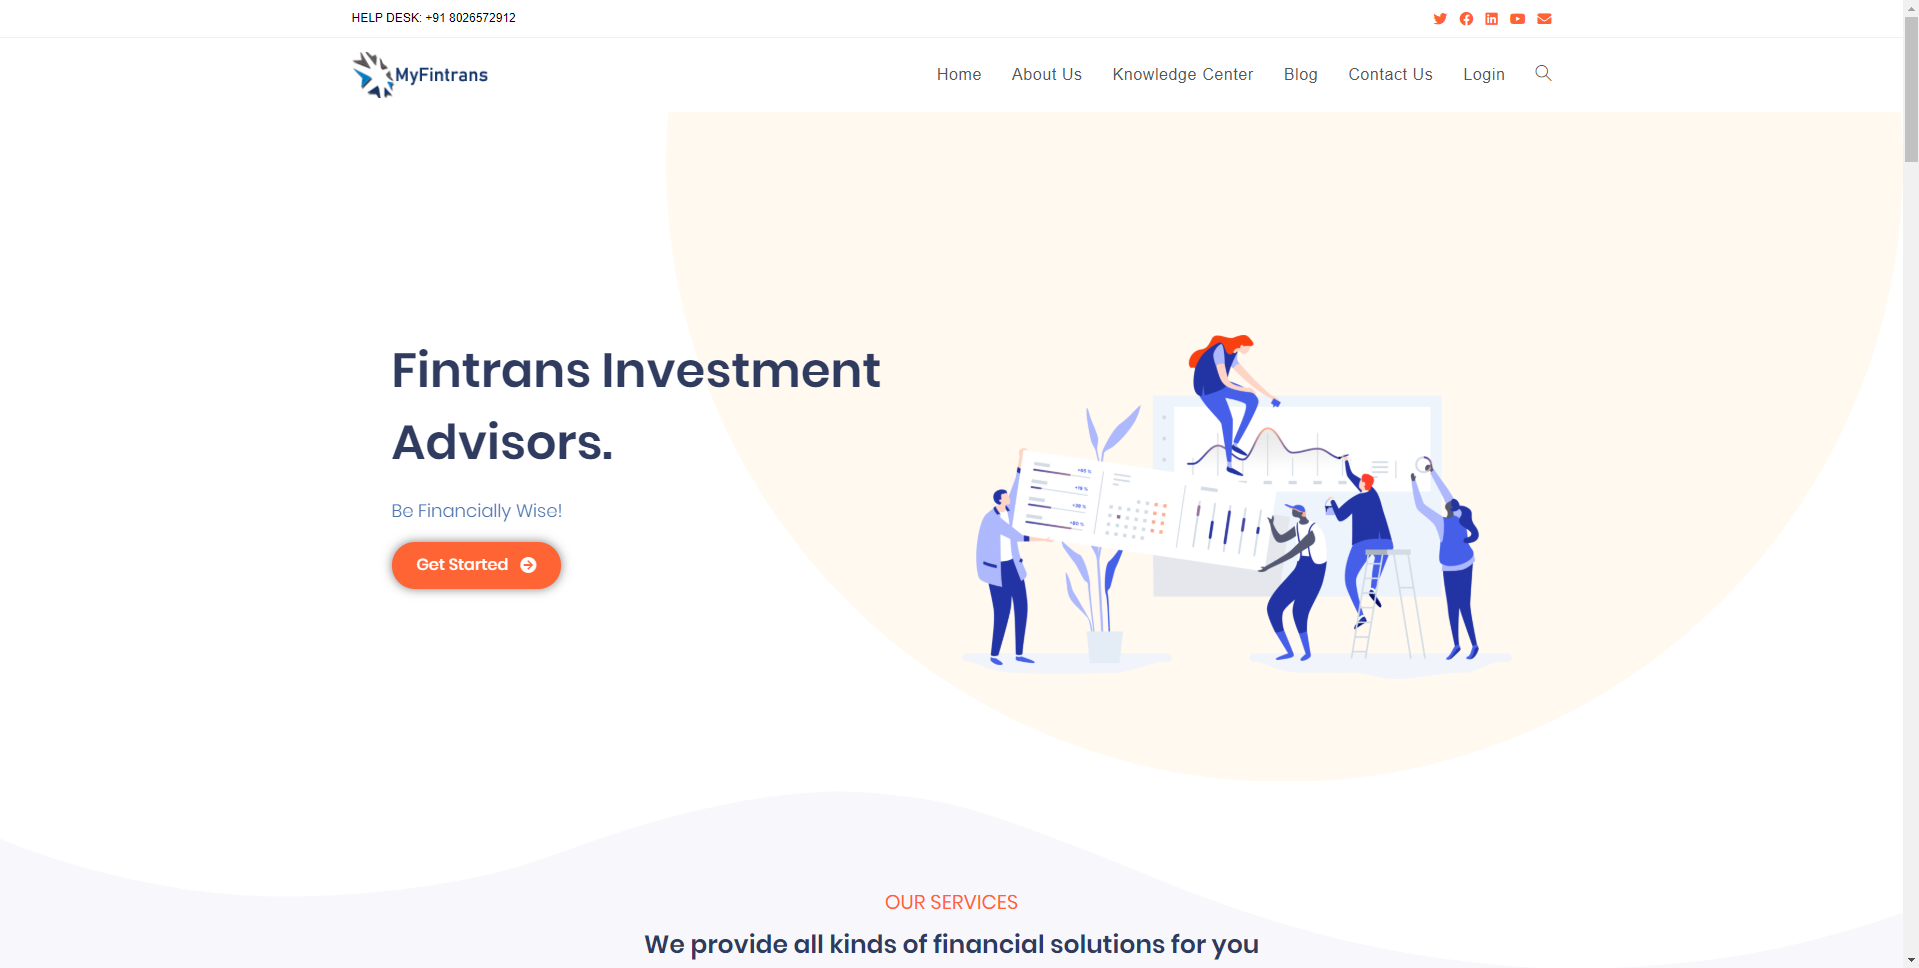 HELP DESK: +91 8026572912
MyFintrans
Home About Us Knowledge Center Blog Contact Us Login
Fintrans Investment
Advisors.
Be Financially Wise!
Get Started
OUR SERVICES
We provide all kinds of financial solutions for you